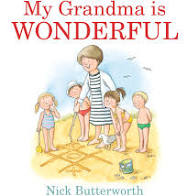 My Grandma is
WONDERFUL
Nick Butterworth